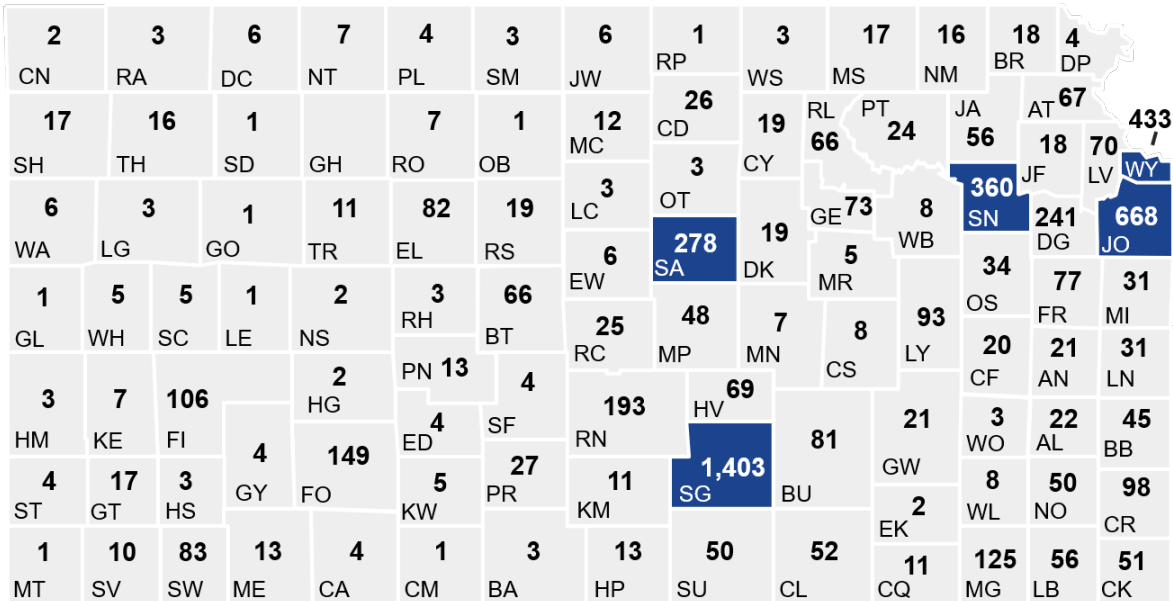 2 CN
3 RA
6 DC
7 NT
4 PL
3 SM
6 JW
1 RP
3 WS
17 MS
16 NM
18 BR
4 DP
17 SH
16 TH
1 SD
GH
7 RO
1 OB
12 MC
26 CD
19 CY
RL 66
PT 24
JA 56
AT 67
18 JF
70 LV
433 WY
6 WA
3 LG
1 GO
11 TR
82 EL
19 RS
3 LC
3 OT
278 SA
19 DK
GE 73
8 WB
360 SN
241 DG
668 JO
6 EW
5 MR
34 OS
77 FR
31 MI
1 GL
5 WH
5 SC
1 LE
2 NS
3 RH
66 BT
25 RC
48 MP
7 MN
8 CS
93 LY
20 CF
21 AN
31 LN
3 HM
7 KE
106 FI
2 HG
PN 13
4 SF
4 ED
193 RN
69 HV
81 BU
21 GW
3 WO
22 AL
45 BB
4 ST
17 GT
3 HS
4 GY
149 FO
5 KW
27 PR
11 KM
1,403 SG
2 EK
8 WL
50 NO
98 CR
1 MT
10 SV
83 SW
13 ME
4 CA
1 CM
3 BA
13 HP
50 SU
52 CL
11 CQ
125 MG
56 LB
51 CK